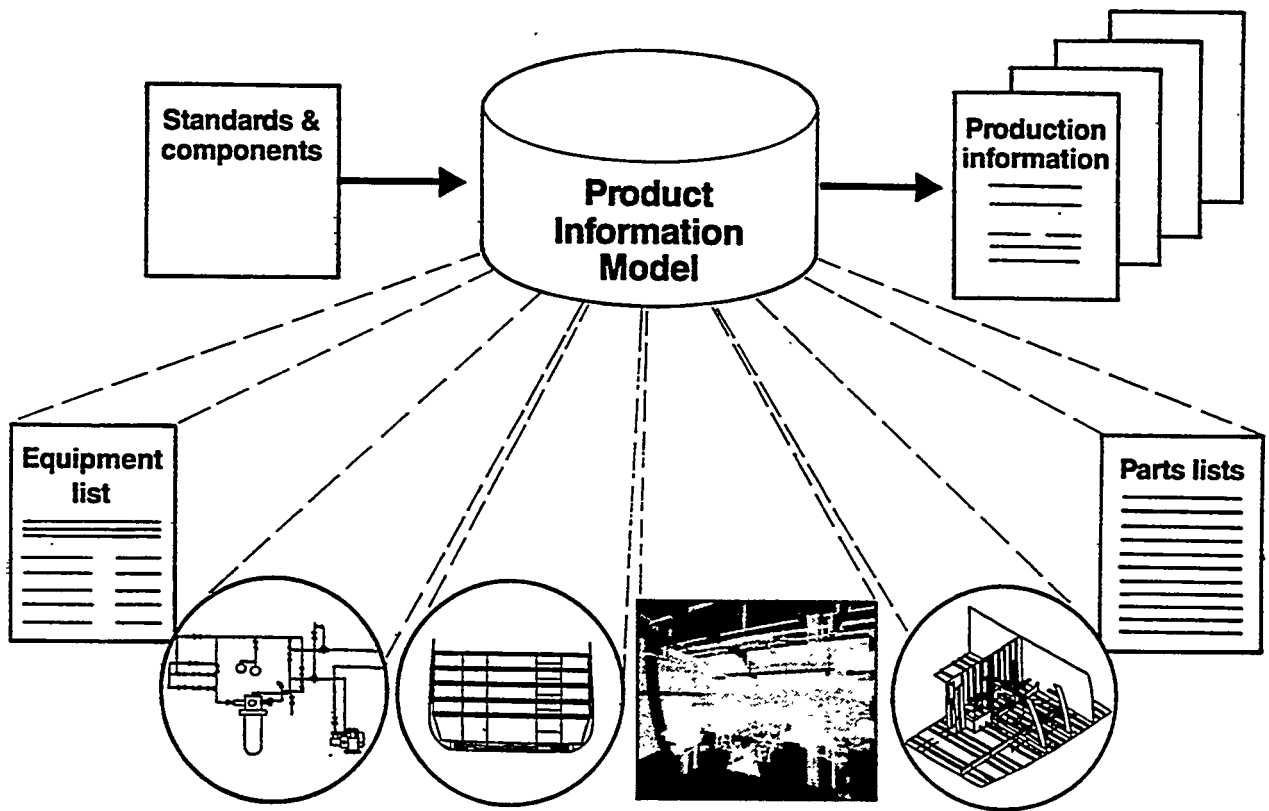 Standards &
components
Product
Information
Model
Production
information
Equipment
list
Parts lists